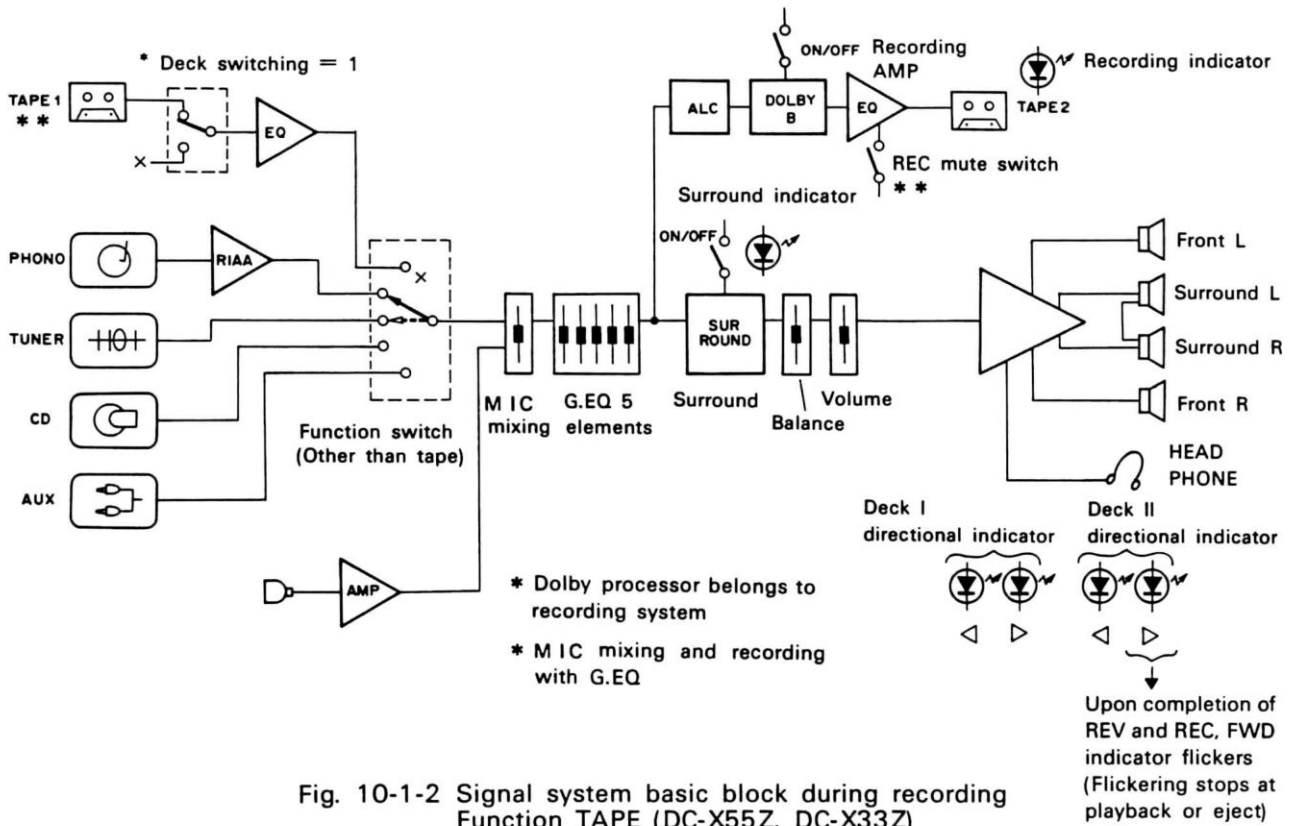 * Deck switching = 1
TAPE 1
* *
EQ
×
PHONO
RIAA
×
TUNER
CD
AUX
Function switch
(Other than tape)
AMP
MIC
mixing
G.EQ 5
elements
ALC
ON/OFF
DOLBY
B
Recording
AMP
EQ
TAPE2
Recording indicator
REC mute switch
* *
Surround indicator
ON/OFF
SUR
ROUND
Surround
Balance
Volume
Front L
Surround L
Surround R
Front R
HEAD
PHONE
* Dolby processor belongs to
recording system
* MIC mixing and recording
with G.EQ
Deck I
directional indicator
Deck II
directional indicator
Upon completion of
REV and REC, FWD
indicator flickers
(Flickering stops at
playback or eject)
Fig. 10-1-2 Signal system basic block during recording
Function TAPE (DC-X55Z, DC-X33Z)